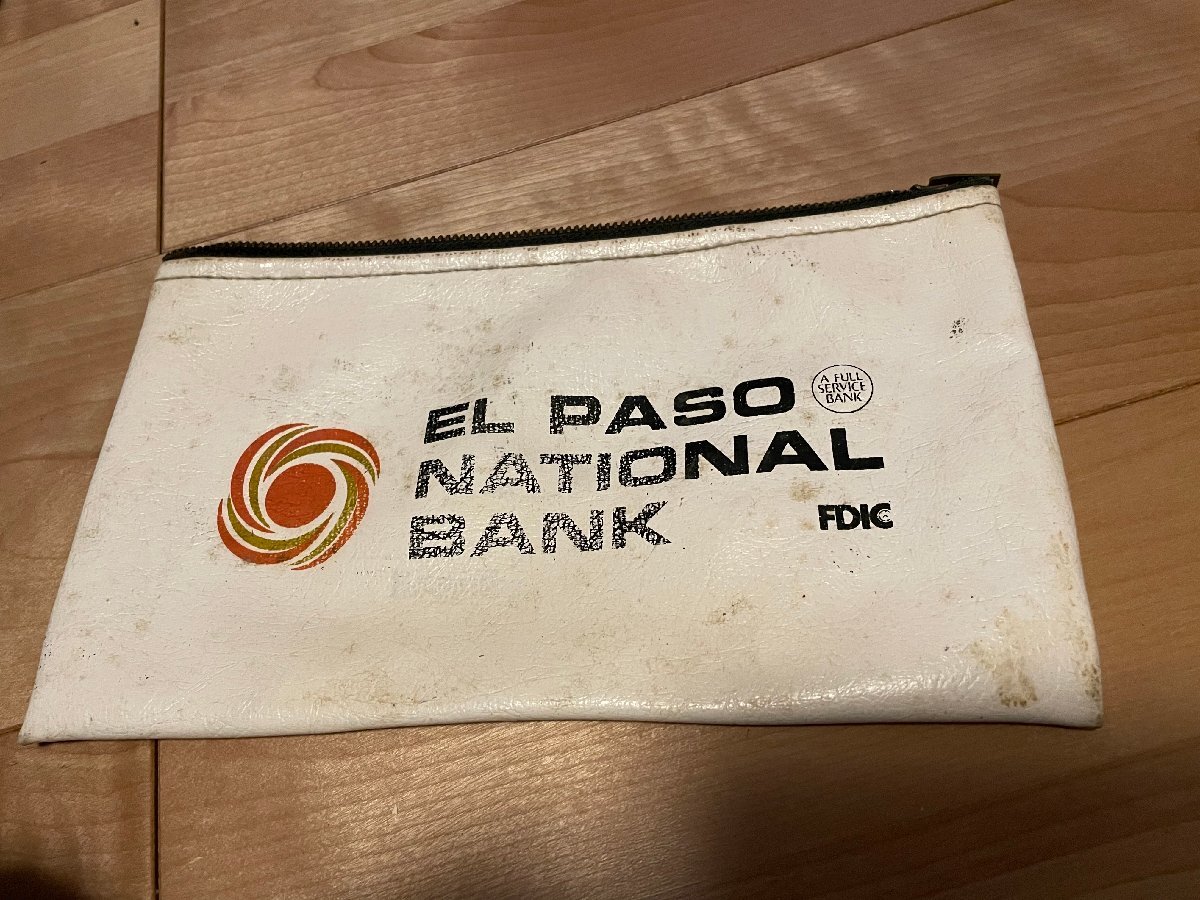 EL PASO
A FULL
SERVICE
BANK
NATIONAL
BANK
FDIC